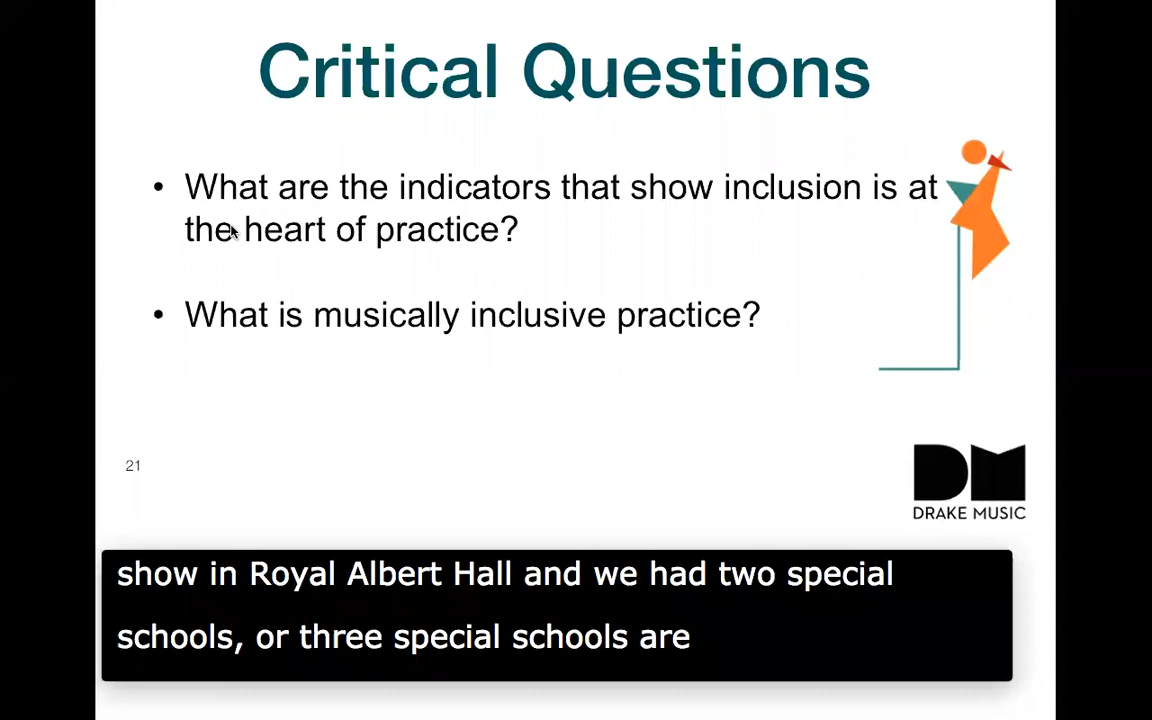 Critical Questions
• What are the indicators that show inclusion is at
the heart of practice?
• What is musically inclusive practice?
21
DM
DRAKE MUSIC
show in Royal Albert Hall and we had two special
schools, or three special schools are